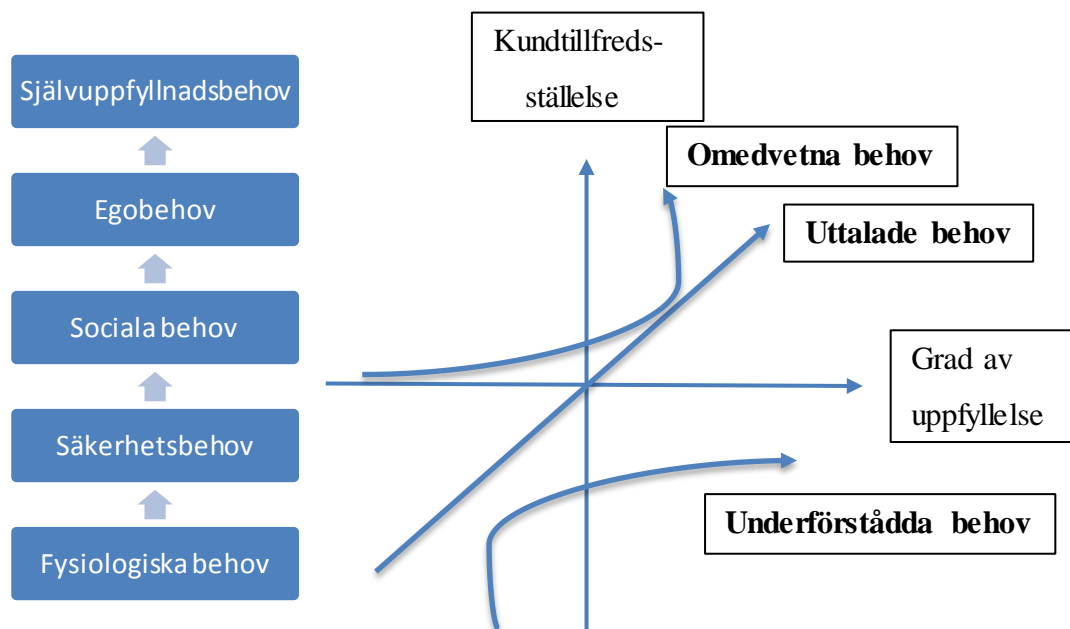 Självuppfyllnadsbehov
Egobehov
Sociala behov
Säkerhetsbehov
Fysiologiska behov
Kundtillfreds-
ställelse
Omedvetna behov
Uttalade behov
Grad av
uppfyllelse
Underförstådda behov